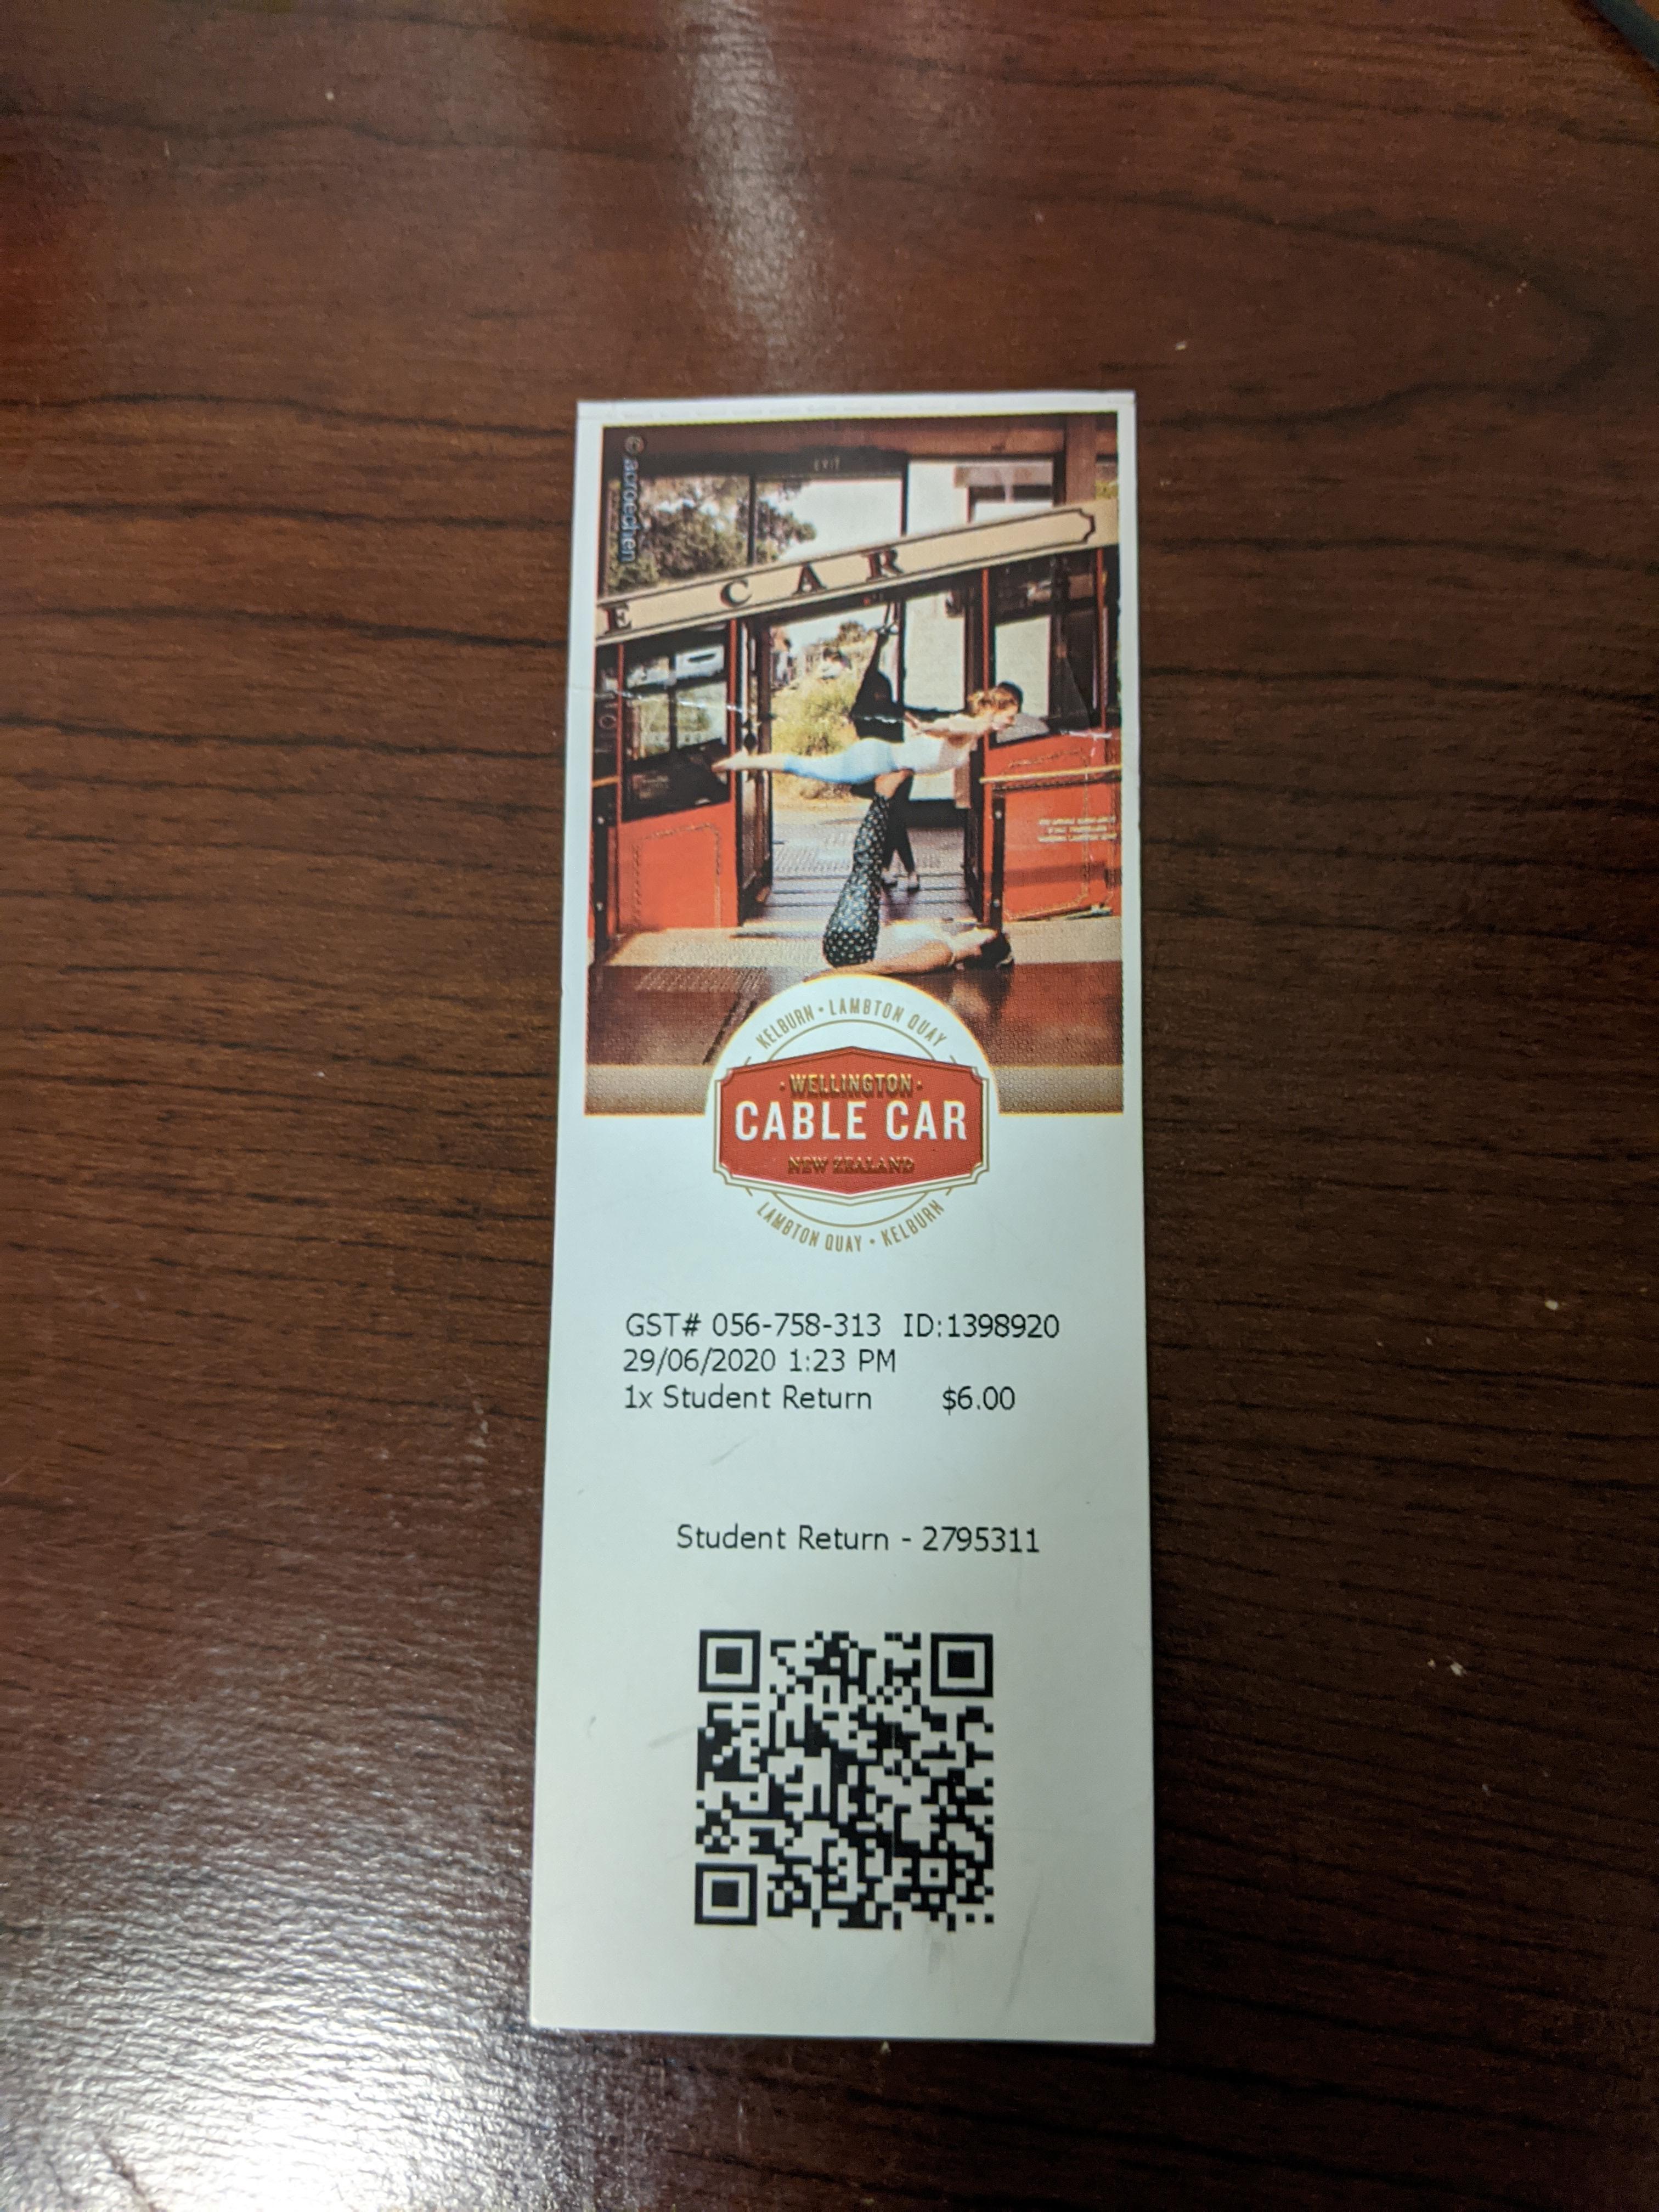 © acroechen
EXIT
E CAR
KELBURN • LAMBTON QUAY
• WELLINGTON •
CABLE CAR
NEW ZEALAND
LAMBTON QUAY • KELBURN
GST# 056-758-313 ID:1398920
29/06/2020 1:23 PM
1x Student Return $6.00
Student Return - 2795311